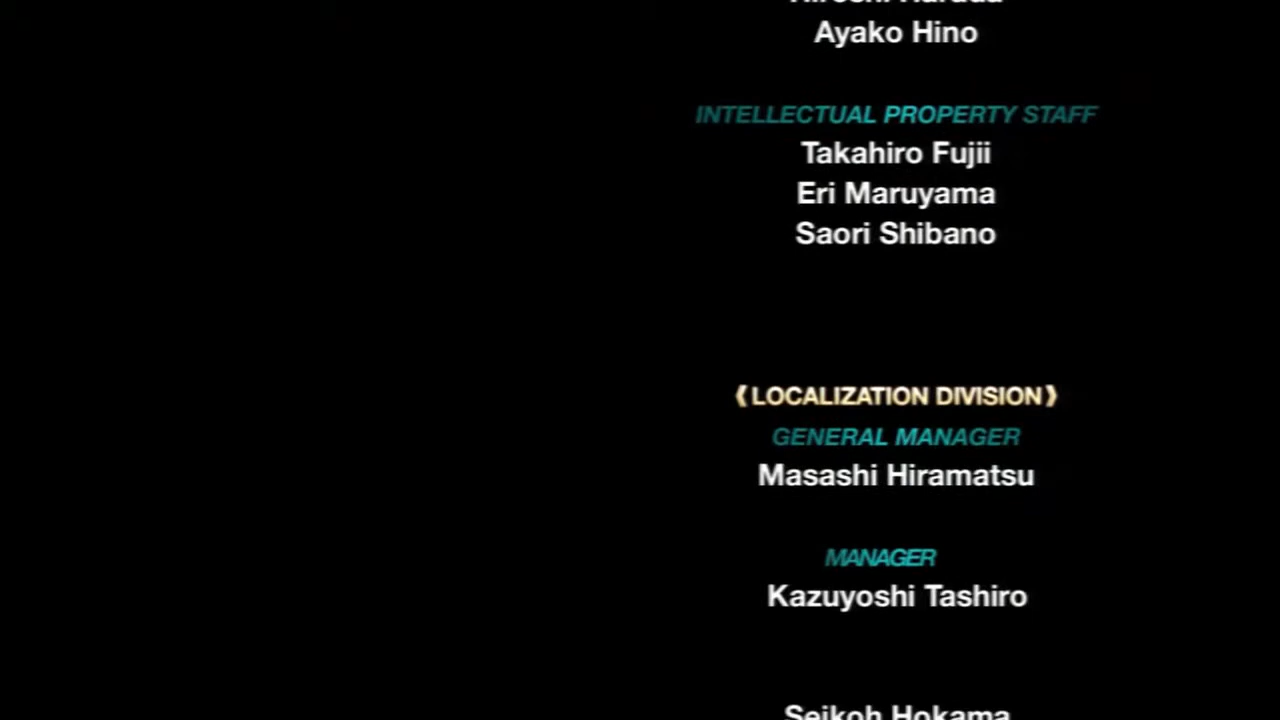 Ayako Hino
INTELLECTUAL PROPERTY STAFF
Takahiro Fujii
Eri Maruyama
Saori Shibano
❰LOCALIZATION DIVISION❱
GENERAL MANAGER
Masashi Hiramatsu
MANAGER
Kazuyoshi Tashiro
Seikoh Hokama